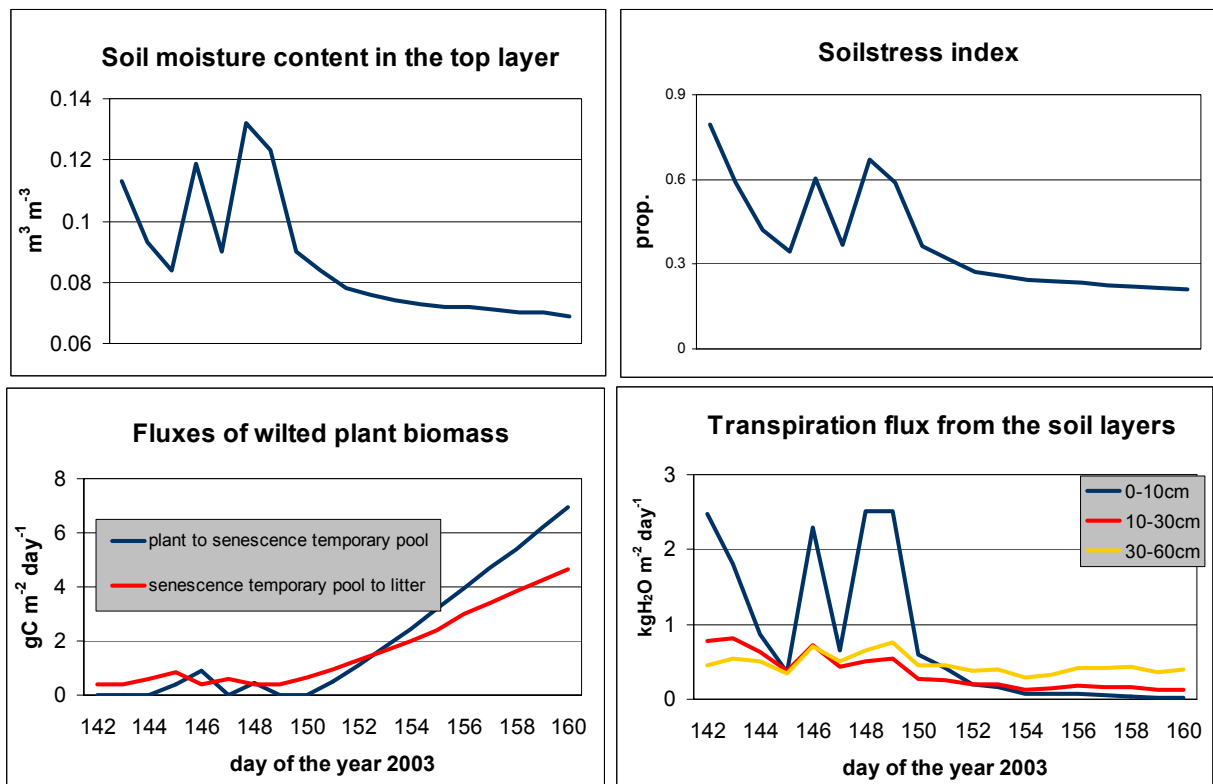 Soil moisture content in the top layer
m³ m⁻³
0.14
0.12
0.1
0.08
0.06
Soilstress index
prop.
0.9
0.6
0.3
0
Fluxes of wilted plant biomass
gC m⁻² day⁻¹
8
6
4
2
0
plant to senescence temporary pool
senescence temporary pool to litter
142 144 146 148 150 152 154 156 158 160
day of the year 2003
Transpiration flux from the soil layers
kgH₂O m⁻² day⁻¹
3
2
1
0
0-10cm
10-30cm
30-60cm
142 144 146 148 150 152 154 156 158 160
day of the year 2003